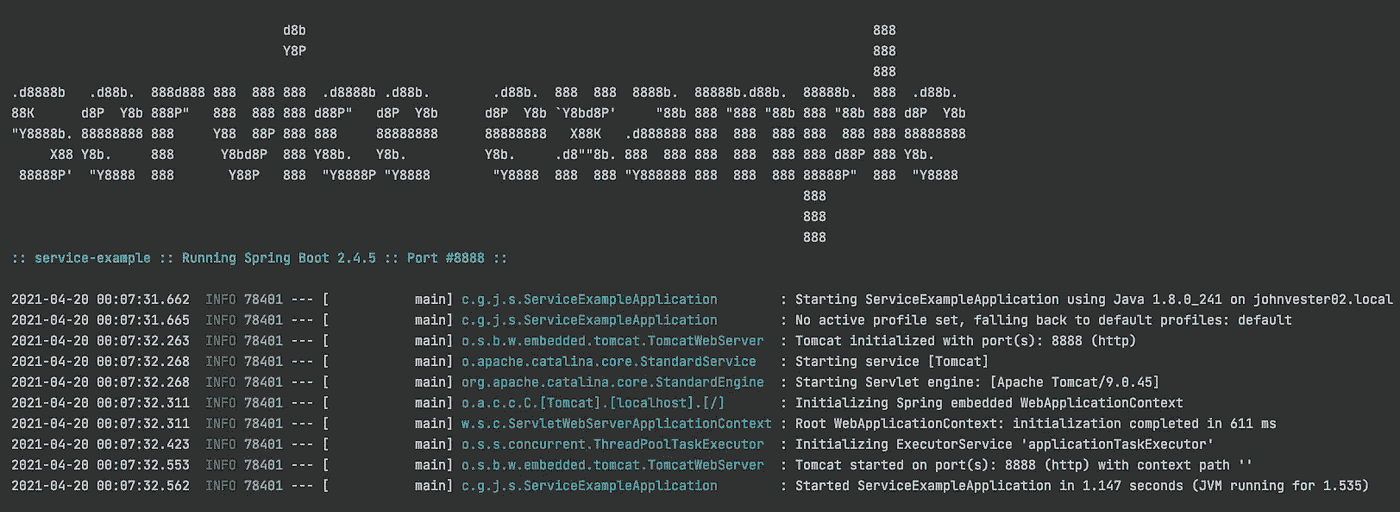 d8b                                                                         888
                                   Y8P                                                                         888
                                                                                                               888
.d8888b   .d88b.  888d888 888  888 888  .d8888b .d88b.        .d88b.  888  888  8888b.  88888b.d88b.  88888b.  888  .d88b.
88K      d8P  Y8b 888P"   888  888 888 d88P"   d8P  Y8b      d8P  Y8b `Y8bd8P'     "88b 888 "888 "88b 888 "88b 888 d8P  Y8b
"Y8888b. 88888888 888     Y88  88P 888 888     88888888      88888888   X88K   .d888888 888  888  888 888  888 888 88888888
     X88 Y8b.     888      Y8bd8P  888 Y88b.   Y8b.          Y8b.     .d8""8b. 888  888 888  888  888 888 d88P 888 Y8b.
 88888P'  "Y8888  888       Y88P   888  "Y8888P "Y8888        "Y8888  888  888 "Y888888 888  888  888 88888P"  888  "Y8888
                                                                                                      888
                                                                                                      888
                                                                                                      888
:: service-example :: Running Spring Boot 2.4.5 :: Port #8888 ::
2021-04-20 00:07:31.662  INFO 78401 --- [           main] c.g.j.s.ServiceExampleApplication        : Starting ServiceExampleApplication using Java 1.8.0_241 on johnvester02.local
2021-04-20 00:07:31.665  INFO 78401 --- [           main] c.g.j.s.ServiceExampleApplication        : No active profile set, falling back to default profiles: default
2021-04-20 00:07:32.263  INFO 78401 --- [           main] o.s.b.w.embedded.tomcat.TomcatWebServer  : Tomcat initialized with port(s): 8888 (http)
2021-04-20 00:07:32.268  INFO 78401 --- [           main] o.apache.catalina.core.StandardService   : Starting service [Tomcat]
2021-04-20 00:07:32.268  INFO 78401 --- [           main] org.apache.catalina.core.StandardEngine  : Starting Servlet engine: [Apache Tomcat/9.0.45]
2021-04-20 00:07:32.311  INFO 78401 --- [           main] o.a.c.c.C.[Tomcat].[localhost].[/]       : Initializing Spring embedded WebApplicationContext
2021-04-20 00:07:32.311  INFO 78401 --- [           main] w.s.c.ServletWebServerApplicationContext : Root WebApplicationContext: initialization completed in 611 ms
2021-04-20 00:07:32.423  INFO 78401 --- [           main] o.s.s.concurrent.ThreadPoolTaskExecutor  : Initializing ExecutorService 'applicationTaskExecutor'
2021-04-20 00:07:32.553  INFO 78401 --- [           main] o.s.b.w.embedded.tomcat.TomcatWebServer  : Tomcat started on port(s): 8888 (http) with context path ''
2021-04-20 00:07:32.562  INFO 78401 --- [           main] c.g.j.s.ServiceExampleApplication        : Started ServiceExampleApplication in 1.147 seconds (JVM running for 1.535)